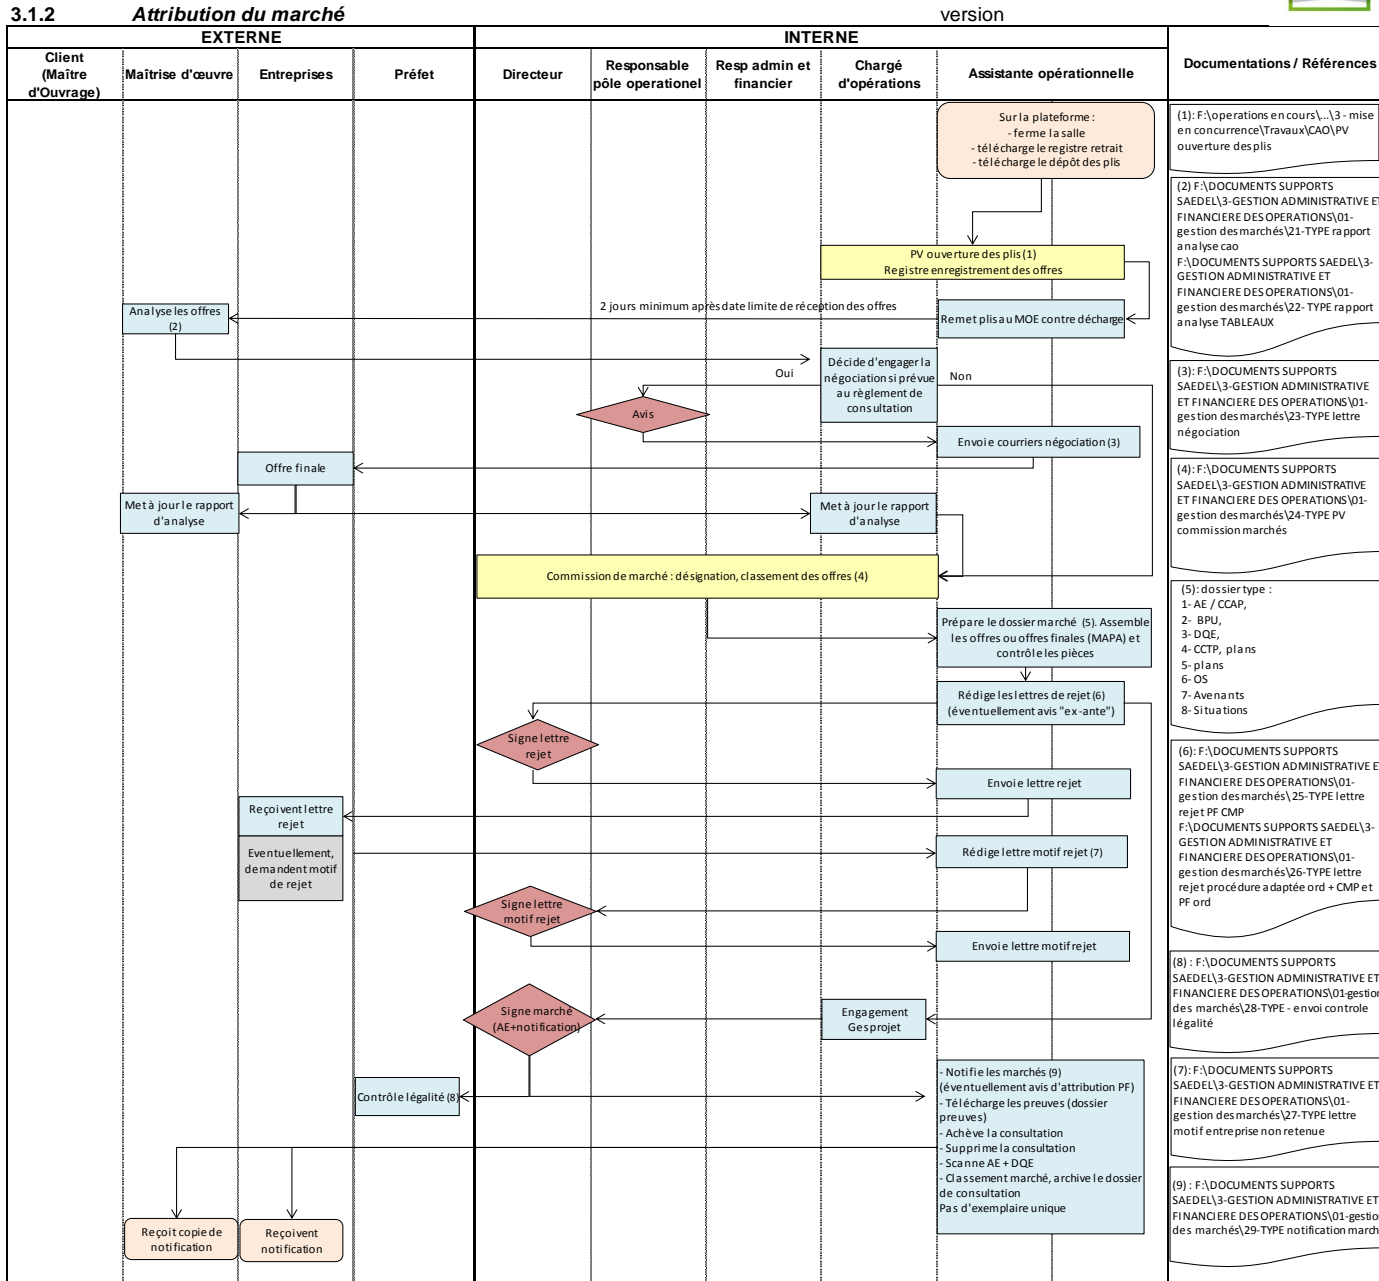 3.1.2 Attribution du marché version
EXTERNE INTERNE
Client
(Maître
d'Ouvrage)
Maîtrise d'œuvre
Entreprises
Préfet
Directeur
Responsable
pôle operationel
Resp admin et
financier
Chargé
d'opérations
Assistante opérationnelle
Documentations / Références
Sur la plateforme :
- ferme la salle
- télécharge le registre retrait
- télécharge le dépôt des plis
PV ouverture des plis (1)
Registre enregistrement des offres
Analyse les offres
(2)
2 jours minimum après date limite de réception des offres
Remet plis au MOE contre décharge
Décide d'engager la
négociation si prévue
au règlement de
consultation
Oui
Non
Avis
Envoie courriers négociation (3)
Offre finale
Met à jour le rapport
d'analyse
Met à jour le rapport
d'analyse
Commission de marché : désignation, classement des offres (4)
Prépare le dossier marché (5). Assemble
les offres ou offres finales (MAPA) et
contrôle les pièces
Rédige les lettres de rejet (6)
(éventuellement avis "ex-ante")
Signe lettre
rejet
Envoie lettre rejet
Reçoivent lettre
rejet
Eventuellement,
demandent motif
de rejet
Rédige lettre motif rejet (7)
Signe lettre
motif rejet
Envoie lettre motif rejet
Signe marché
(AE+notification)
Engagement
Gesprojet
Contrôle légalité (8)
- Notifie les marchés (9)
(éventuellement avis d'attribution PF)
- Télécharge les preuves (dossier
preuves)
- Achève la consultation
- Supprime la consultation
- Scanne AE + DQE
- Classement marché, archive le dossier
de consultation
Pas d'exemplaire unique
Reçoit copie de
notification
Reçoivent
notification
(1): F:\operations en cours\...\3 - mise
en concurrence\Travaux\CAO\PV
ouverture des plis
(2) F:\DOCUMENTS SUPPORTS
SAEDEL\3-GESTION ADMINISTRATIVE ET
FINANCIERE DES OPERATIONS\01-
gestion des marchés\21-TYPE rapport
analyse cao
F:\DOCUMENTS SUPPORTS SAEDEL\3-
GESTION ADMINISTRATIVE ET
FINANCIERE DES OPERATIONS\01-
gestion des marchés\22- TYPE rapport
analyse TABLEAUX
(3): F:\DOCUMENTS SUPPORTS
SAEDEL\3-GESTION ADMINISTRATIVE
ET FINANCIERE DES OPERATIONS\01-
gestion des marchés\23-TYPE lettre
négociation
(4): F:\DOCUMENTS SUPPORTS
SAEDEL\3-GESTION ADMINISTRATIVE
ET FINANCIERE DES OPERATIONS\01-
gestion des marchés\24-TYPE PV
commission marchés
(5): dossier type :
1- AE / CCAP,
2- BPU,
3- DQE,
4- CCTP, plans
5- plans
6- OS
7- Avenants
8- Situations
(6): F:\DOCUMENTS SUPPORTS
SAEDEL\3-GESTION ADMINISTRATIVE ET
FINANCIERE DES OPERATIONS\01-
gestion des marchés\25-TYPE lettre
rejet PF CMP
F:\DOCUMENTS SUPPORTS SAEDEL\3-
GESTION ADMINISTRATIVE ET
FINANCIERE DES OPERATIONS\01-
gestion des marchés\26-TYPE lettre
rejet procédure adaptée ord + CMP et
PF ord
(8) : F:\DOCUMENTS SUPPORTS
SAEDEL\3-GESTION ADMINISTRATIVE ET
FINANCIERE DES OPERATIONS\01-gestion
des marchés\28-TYPE - envoi controle
légalité
(7): F:\DOCUMENTS SUPPORTS
SAEDEL\3-GESTION ADMINISTRATIVE ET
FINANCIERE DES OPERATIONS\01-
gestion des marchés\27-TYPE lettre
motif entreprise non retenue
(9) : F:\DOCUMENTS SUPPORTS
SAEDEL\3-GESTION ADMINISTRATIVE ET
FINANCIERE DES OPERATIONS\01-gestion
des marchés\29-TYPE notification march